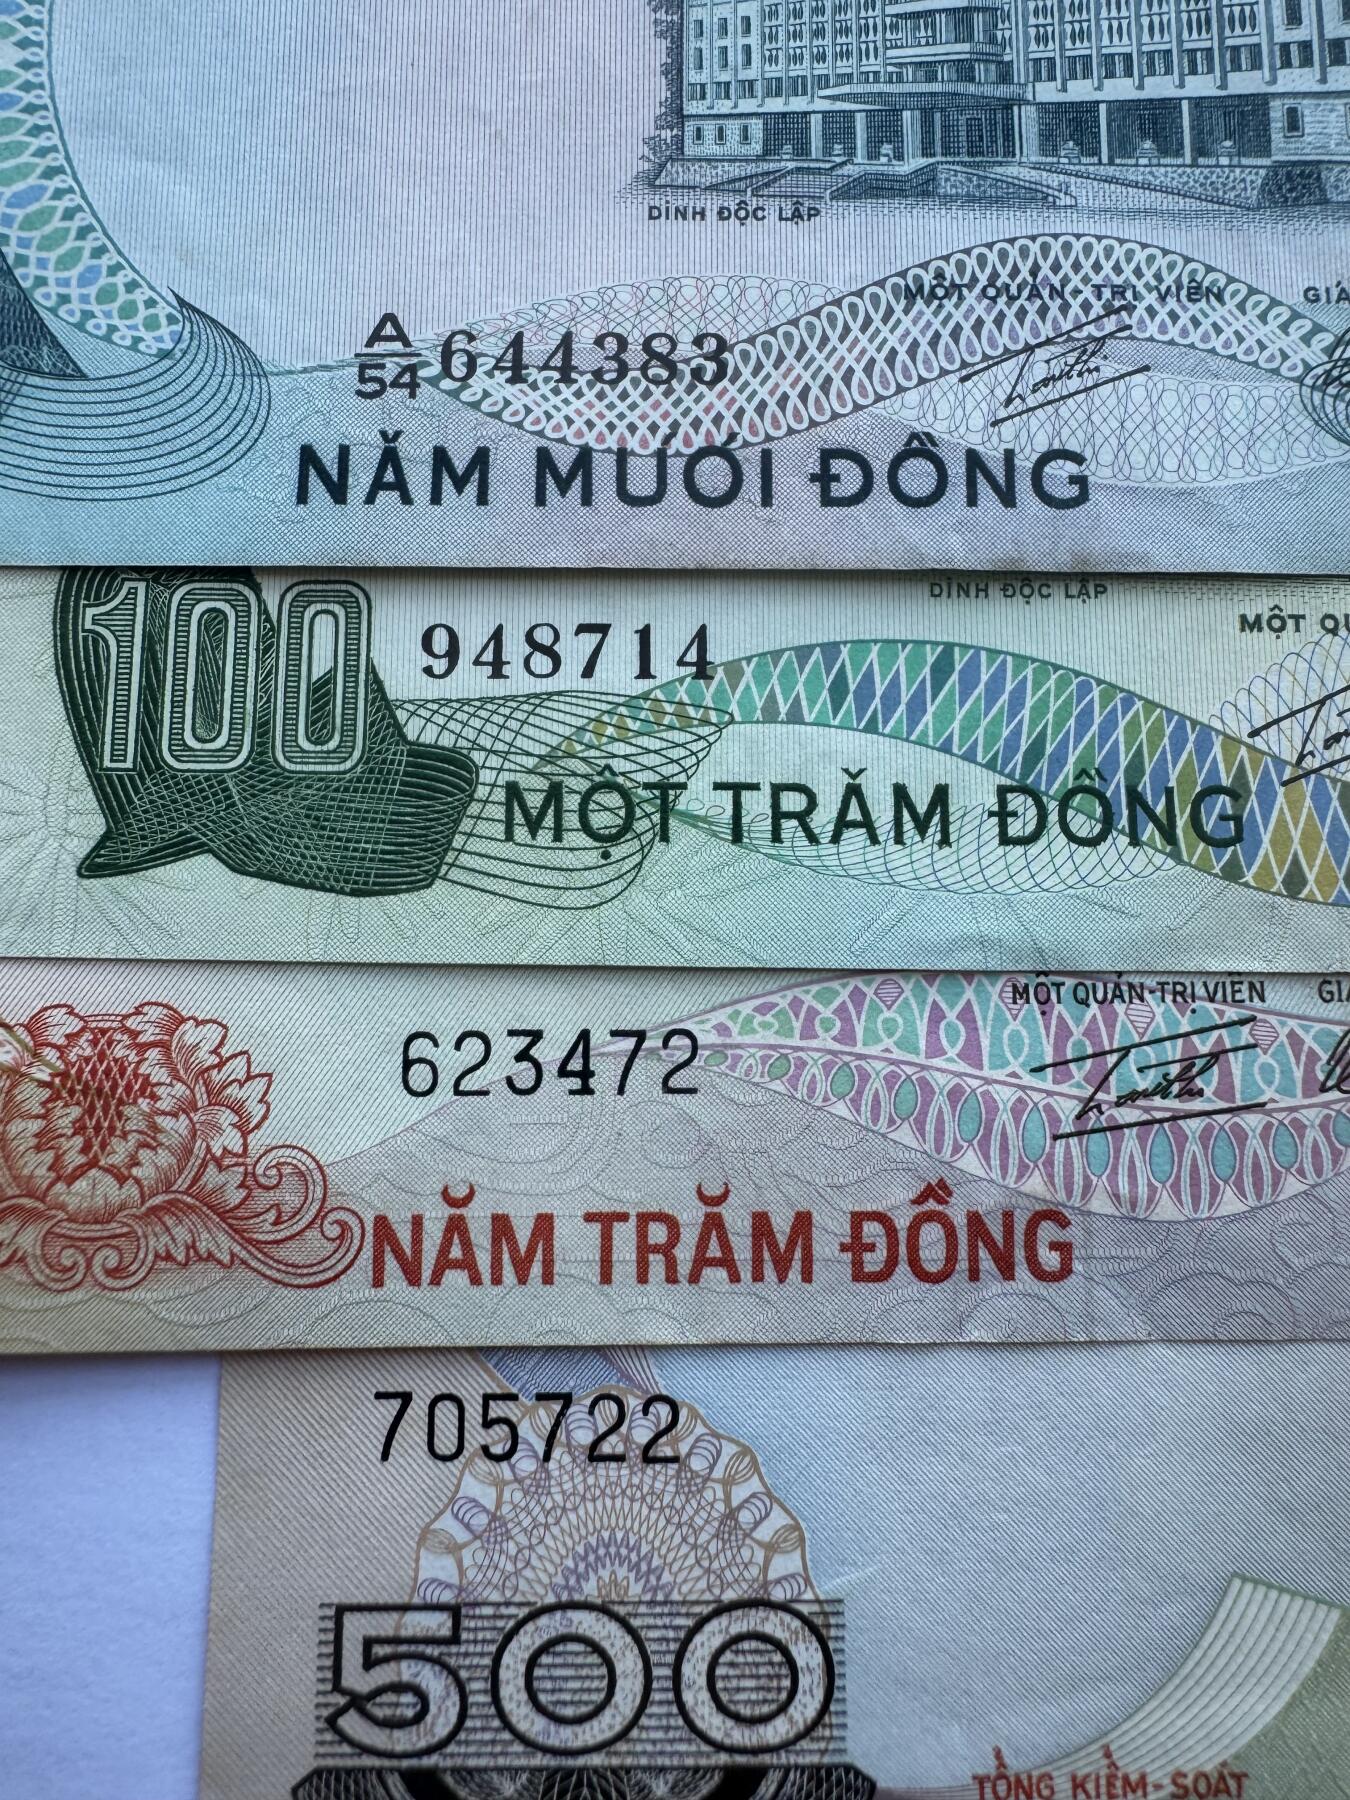 DINH ĐỘC LẬP
MỘT QUẢN-TRỊ VIÊN
A
54
644383
NĂM MƯƠI ĐỒNG
DINH ĐỘC LẬP
100
948714
MỘT
MỘT TRĂM ĐỒNG
MỘT QUẢN-TRỊ VIÊN
623472
NĂM TRĂM ĐỒNG
705722
500
TỔNG KIỂM-SOÁT